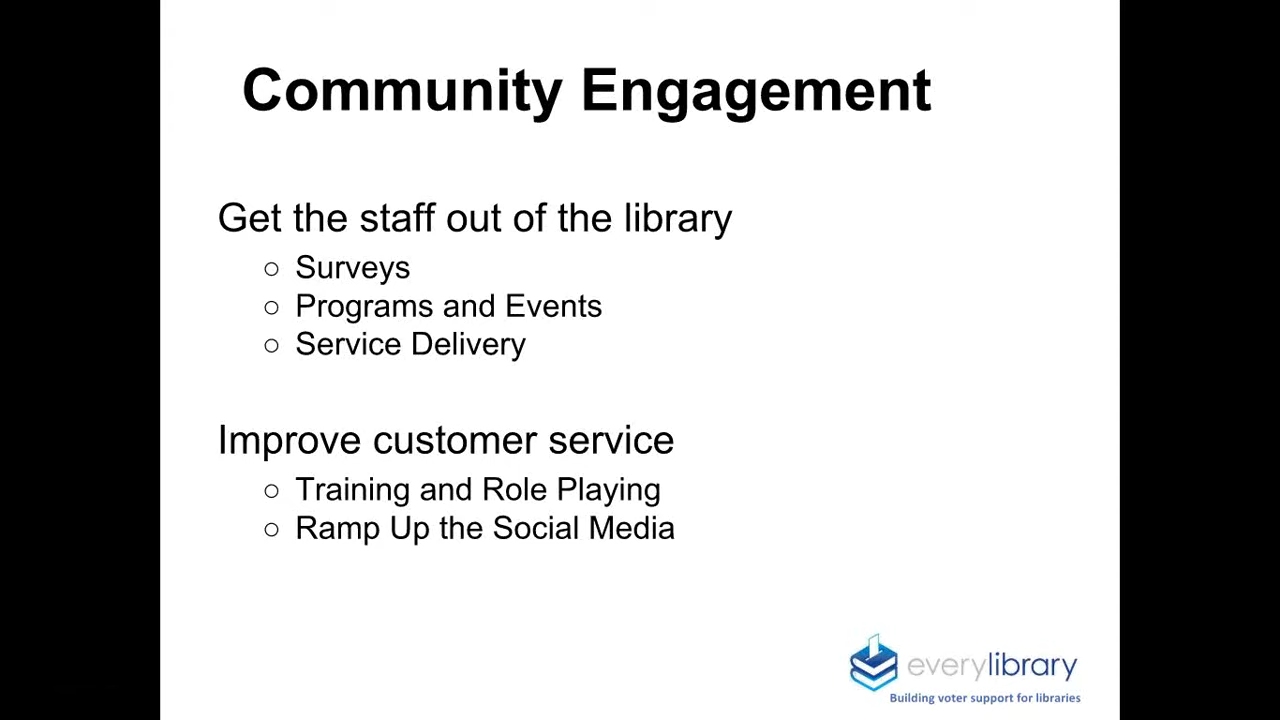 Community Engagement
Get the staff out of the library
○ Surveys
○ Programs and Events
○ Service Delivery
Improve customer service
○ Training and Role Playing
○ Ramp Up the Social Media
everylibrary
Building voter support for libraries